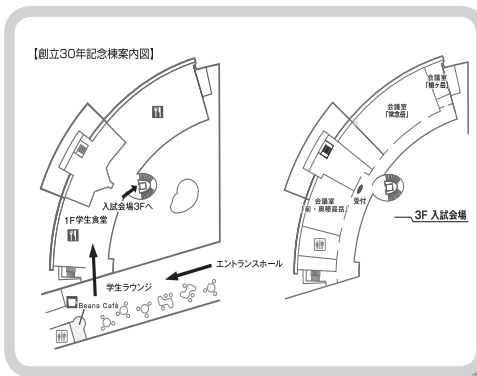 【創立30年記念棟案内図】
入試会場3Fへ
1F学生食堂
エントランスホール
学生ラウンジ
Beans Café
会議室
「槍ヶ岳」
会議室
「常念岳」
会議室
「前・奥穂高岳」
受付
3F 入試会場